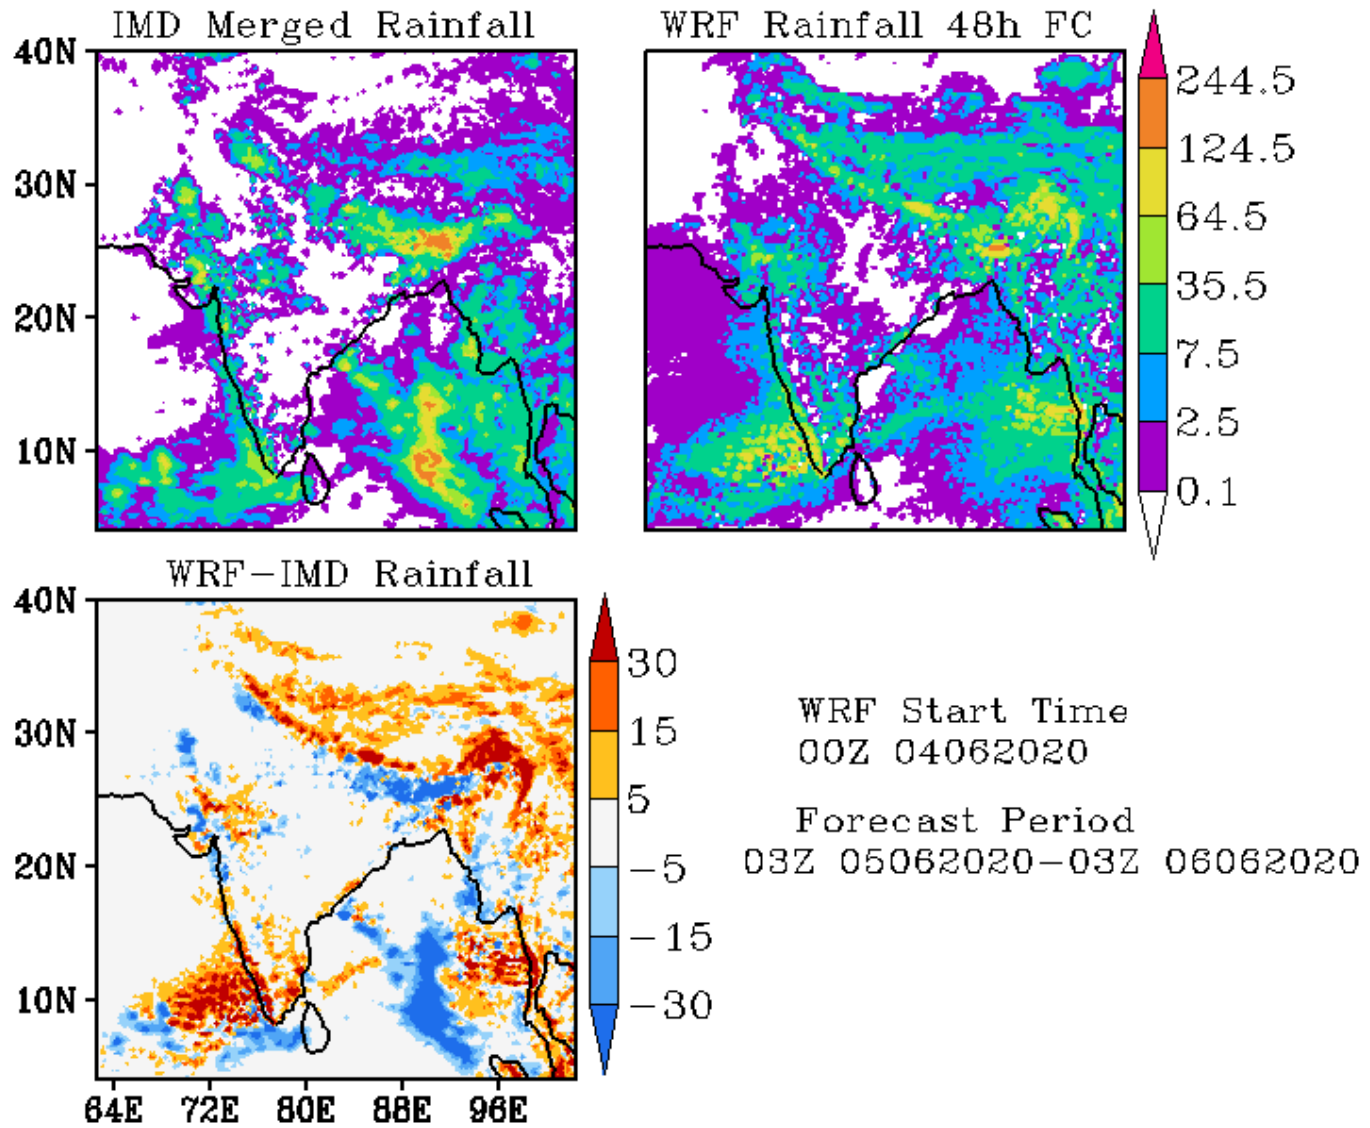 IMD Merged Rainfall
WRF Rainfall 48h FC
40N
30N
20N
10N
244.5
124.5
64.5
35.5
7.5
2.5
0.1
WRF-IMD Rainfall
40N
30N
20N
10N
64E 72E 80E 88E 96E
30
15
5
-5
-15
-30
WRF Start Time
00Z 04062020
Forecast Period
03Z 05062020-03Z 06062020